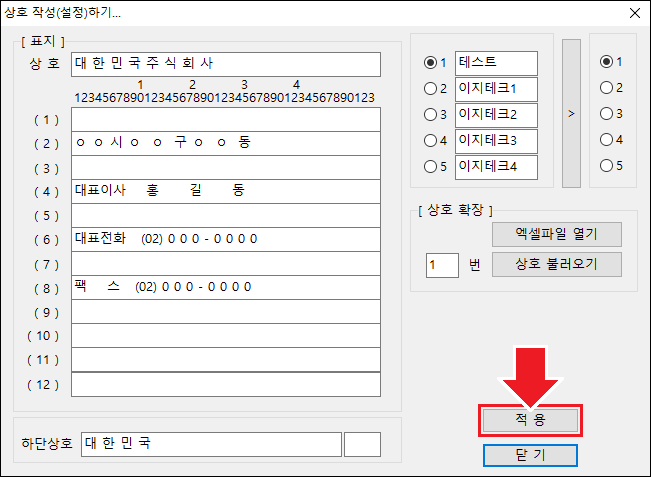 상호 작성(설정)하기...
[ 표지 ]
상 호 대 한 민 국 주 식 회 사
1 2 3 4
1234567890123456789012345678901234567890123
( 1 )
( 2 ) ㅇ ㅇ 시 ㅇ ㅇ 구 ㅇ ㅇ 동
( 3 )
( 4 ) 대표이사 홍 길 동
( 5 )
( 6 ) 대표전화 (02) 0 0 0 - 0 0 0 0
( 7 )
( 8 ) 팩 스 (02) 0 0 0 - 0 0 0 0
( 9 )
( 10 )
( 11 )
( 12 )
하단상호 대 한 민 국
1 테스트
2 이지테크1
3 이지테크2
4 이지테크3
5 이지테크4
>
1
2
3
4
5
[ 상호 확장 ]
엑셀파일 열기
1 번 상호 불러오기
적 용
닫 기